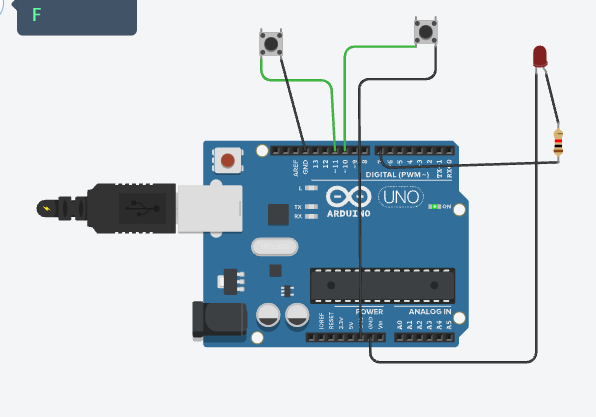 F
AREF
GND
13
12
~11
~10
~9
8
7
~6
~5
4
~3
2
TX→1
RX←0
DIGITAL (PWM~)
L
TX
RX
ARDUINO
UNO
ON
POWER
ANALOG IN
IOREF
RESET
3.3V
5V
GND
Vin
A0
A1
A2
A3
A4
A5